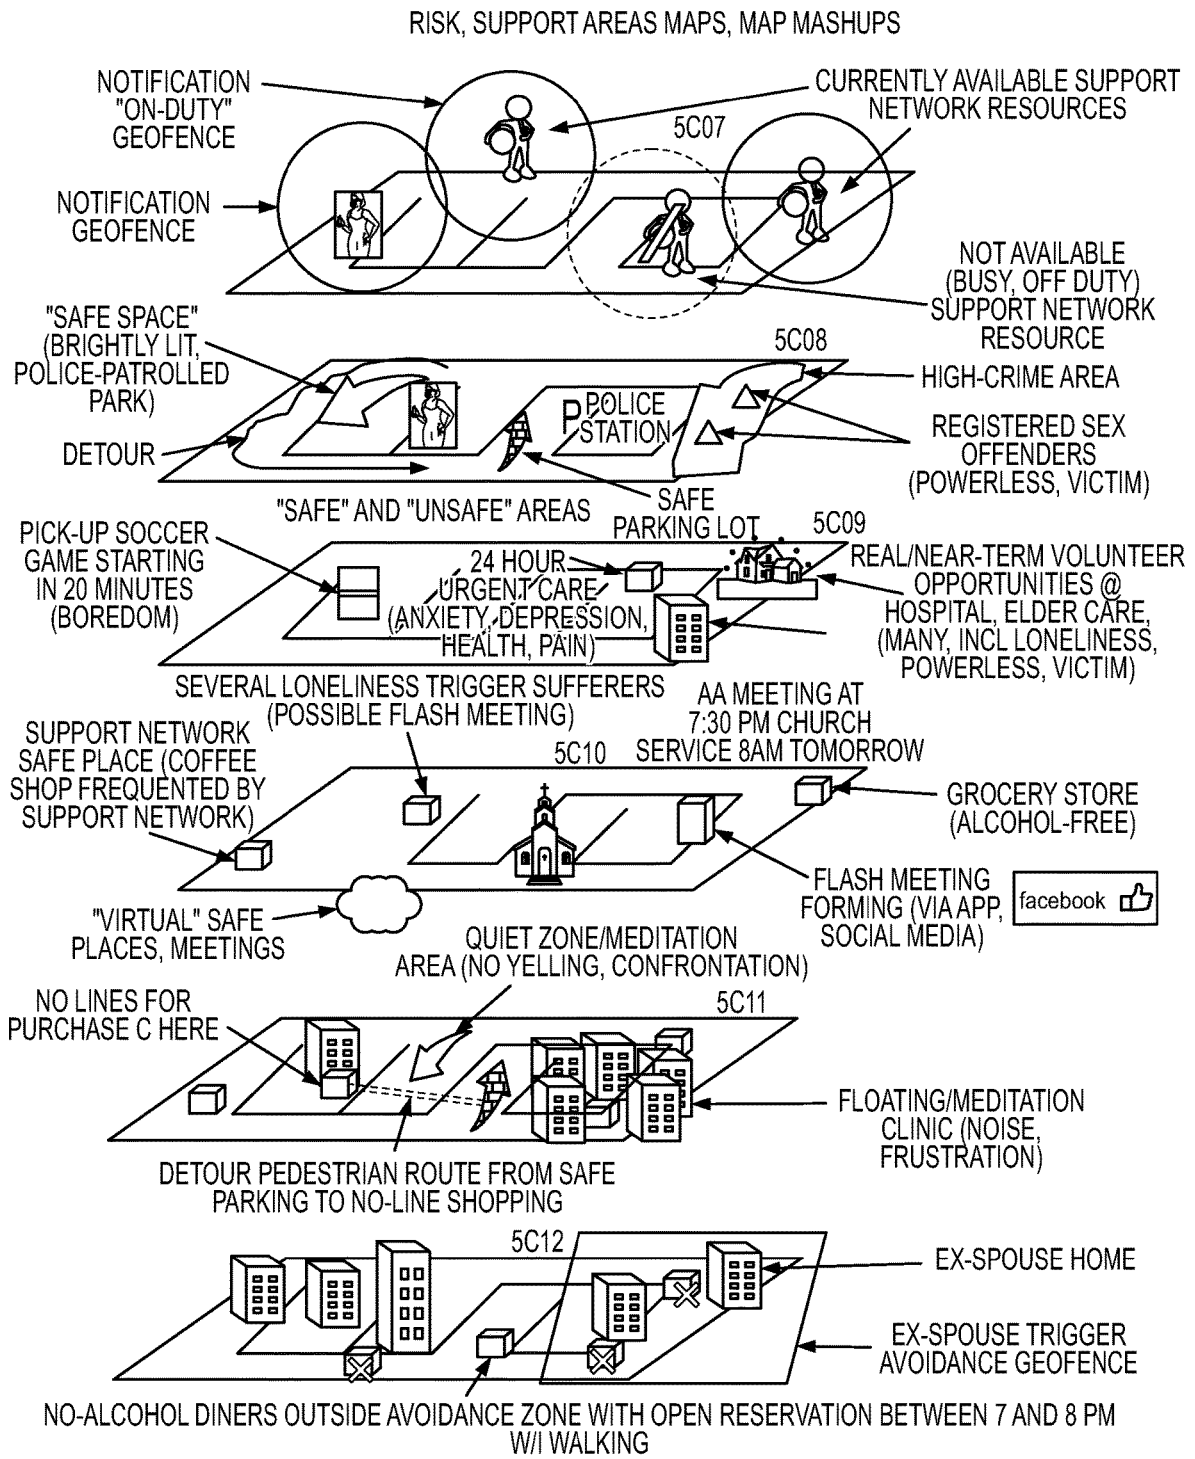 RISK, SUPPORT AREAS MAPS, MAP MASHUPS
NOTIFICATION
"ON-DUTY"
GEOFENCE
CURRENTLY AVAILABLE SUPPORT
NETWORK RESOURCES
5C07
NOTIFICATION
GEOFENCE
NOT AVAILABLE
(BUSY, OFF DUTY)
SUPPORT NETWORK
RESOURCE
"SAFE SPACE"
(BRIGHTLY LIT,
POLICE-PATROLLED
PARK)
5C08
HIGH-CRIME AREA
P
POLICE
STATION
REGISTERED SEX
OFFENDERS
(POWERLESS, VICTIM)
DETOUR
SAFE
PARKING LOT
"SAFE" AND "UNSAFE" AREAS
5C09
PICK-UP SOCCER
GAME STARTING
IN 20 MINUTES
(BOREDOM)
24 HOUR
URGENT CARE
(ANXIETY, DEPRESSION,
HEALTH, PAIN)
REAL/NEAR-TERM VOLUNTEER
OPPORTUNITIES @
HOSPITAL, ELDER CARE,
(MANY, INCL LONELINESS,
POWERLESS, VICTIM)
SEVERAL LONELINESS TRIGGER SUFFERERS
(POSSIBLE FLASH MEETING)
AA MEETING AT
7:30 PM CHURCH
SERVICE 8AM TOMORROW
SUPPORT NETWORK
SAFE PLACE (COFFEE
SHOP FREQUENTED BY
SUPPORT NETWORK)
5C10
GROCERY STORE
(ALCOHOL-FREE)
FLASH MEETING
FORMING (VIA APP,
SOCIAL MEDIA)
facebook
"VIRTUAL" SAFE
PLACES, MEETINGS
QUIET ZONE/MEDITATION
AREA (NO YELLING, CONFRONTATION)
NO LINES FOR
PURCHASE C HERE
5C11
FLOATING/MEDITATION
CLINIC (NOISE,
FRUSTRATION)
DETOUR PEDESTRIAN ROUTE FROM SAFE
PARKING TO NO-LINE SHOPPING
5C12
EX-SPOUSE HOME
EX-SPOUSE TRIGGER
AVOIDANCE GEOFENCE
NO-ALCOHOL DINERS OUTSIDE AVOIDANCE ZONE WITH OPEN RESERVATION BETWEEN 7 AND 8 PM
W/I WALKING